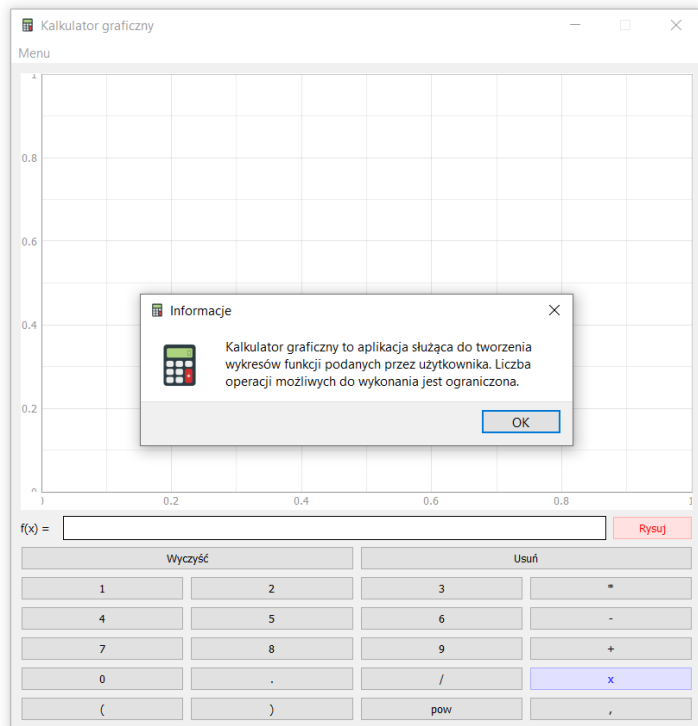 Kalkulator graficzny
Menu
1
0.8
0.6
0.4
0.2
0
0.2 0.4 0.6 0.8 1
Informacje
Kalkulator graficzny to aplikacja służąca do tworzenia
wykresów funkcji podanych przez użytkownika. Liczba
operacji możliwych do wykonania jest ograniczona.
OK
f(x) = Rysuj
Wyczyść Usuń
1 2 3 *
4 5 6 -
7 8 9 +
0 . / x
( ) pow ,